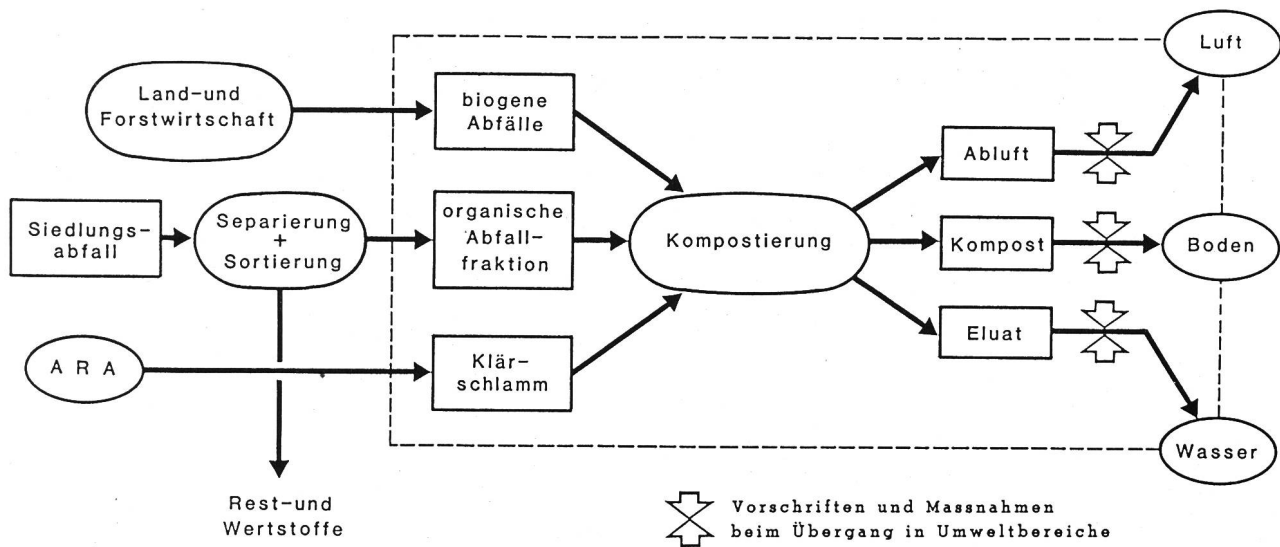 Land-und
Forstwirtschaft
Siedlungs-
abfall
Separierung
+
Sortierung
A R A
Rest-und
Wertstoffe
biogene
Abfälle
organische
Abfall-
fraktion
Klär-
schlamm
Kompostierung
Abluft
Kompost
Eluat
Luft
Boden
Wasser
Vorschriften und Massnahmen
beim Übergang in Umweltbereiche